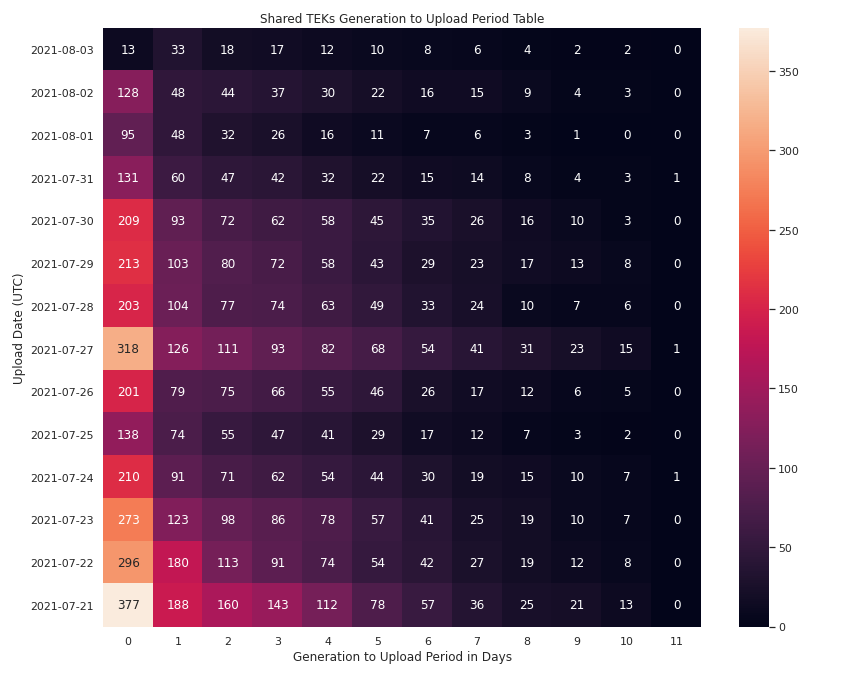 Shared TEKs Generation to Upload Period Table
Upload Date (UTC)
2021-08-03 13 33 18 17 12 10 8 6 4 2 2 0
2021-08-02 128 48 44 37 30 22 16 15 9 4 3 0
2021-08-01 95 48 32 26 16 11 7 6 3 1 0 0
2021-07-31 131 60 47 42 32 22 15 14 8 4 3 1
2021-07-30 209 93 72 62 58 45 35 26 16 10 3 0
2021-07-29 213 103 80 72 58 43 29 23 17 13 8 0
2021-07-28 203 104 77 74 63 49 33 24 10 7 6 0
2021-07-27 318 126 111 93 82 68 54 41 31 23 15 1
2021-07-26 201 79 75 66 55 46 26 17 12 6 5 0
2021-07-25 138 74 55 47 41 29 17 12 7 3 2 0
2021-07-24 210 91 71 62 54 44 30 19 15 10 7 1
2021-07-23 273 123 98 86 78 57 41 25 19 10 7 0
2021-07-22 296 180 113 91 74 54 42 27 19 12 8 0
2021-07-21 377 188 160 143 112 78 57 36 25 21 13 0
0 1 2 3 4 5 6 7 8 9 10 11
Generation to Upload Period in Days
350
300
250
200
150
100
50
0